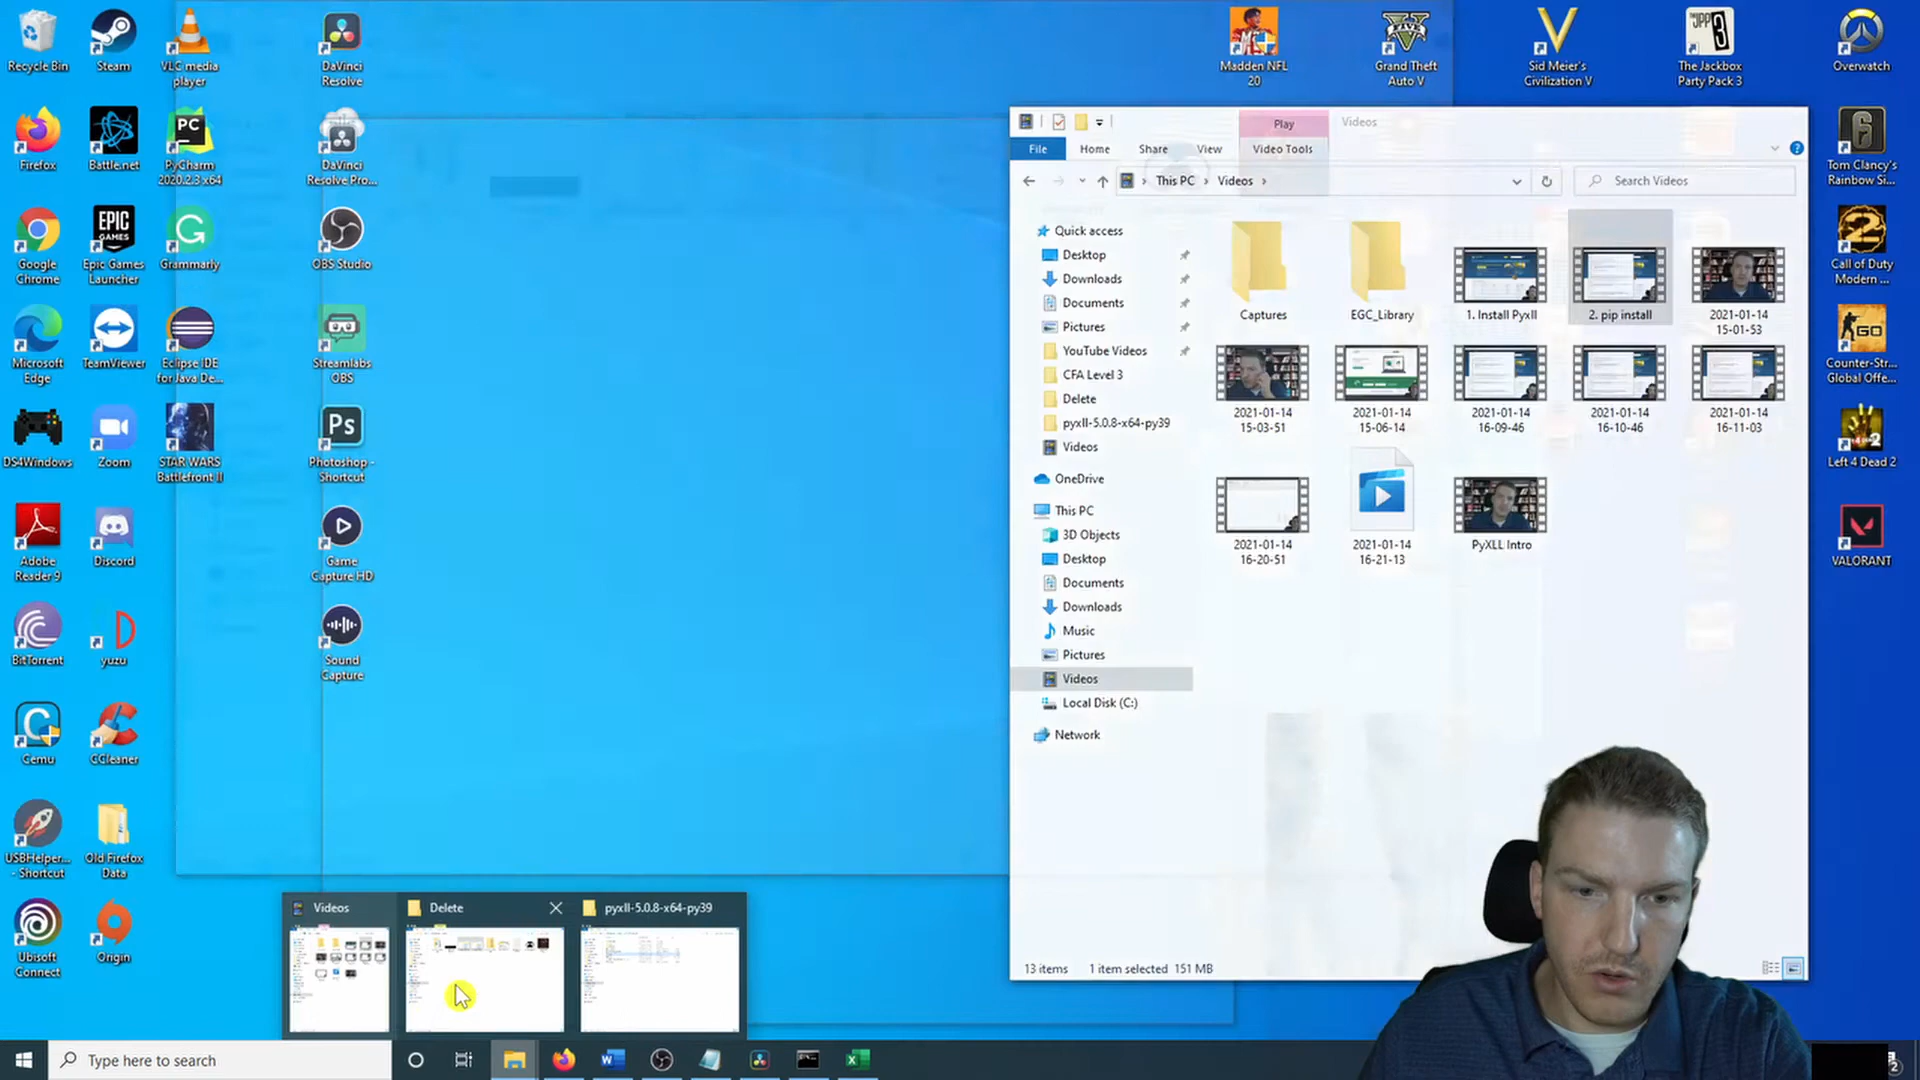 Recycle Bin
Steam
VLC media
player
DaVinci
Resolve
Madden NFL
20
Grand Theft
Auto V
Sid Meier's
Civilization V
The Jackbox
Party Pack 3
Overwatch
Firefox
Battle.net
PyCharm
2020.2.3 x64
DaVinci
Resolve Pro...
Tom Clancy's
Rainbow Si...
Google
Chrome
Epic Games
Launcher
Grammarly
OBS Studio
Call of Duty
Modern ...
Microsoft
Edge
TeamViewer
Eclipse IDE
for Java De...
Streamlabs
OBS
Counter-Str...
Global Offe...
DS4Windows
Zoom
STAR WARS
Battlefront II
Photoshop -
Shortcut
Left 4 Dead 2
Adobe
Reader 9
Discord
Game
Capture HD
VALORANT
BitTorrent
yuzu
Sound
Capture
Cemu
CCleaner
USBHelper...
- Shortcut
Old Firefox
Data
Ubisoft
Connect
Origin
Play
Videos
File
Home
Share
View
Video Tools
This PC
Videos
Search Videos
Quick access
Desktop
Downloads
Documents
Pictures
YouTube Videos
CFA Level 3
Delete
pyxll-5.0.8-x64-py39
Videos
OneDrive
This PC
3D Objects
Desktop
Documents
Downloads
Music
Pictures
Videos
Local Disk (C:)
Network
Captures
EGC_Library
1. Install Pyxll
2. pip install
2021-01-14
15-01-53
2021-01-14
15-03-51
2021-01-14
15-06-14
2021-01-14
16-09-46
2021-01-14
16-10-46
2021-01-14
16-11-03
2021-01-14
16-20-51
2021-01-14
16-21-13
PyXLL Intro
13 items
1 item selected 151 MB
Videos
Delete
pyxll-5.0.8-x64-py39
Type here to search